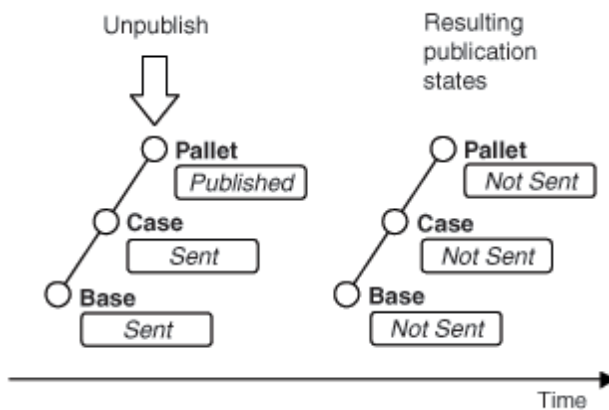 Unpublish
Resulting
publication
states
Pallet
Published
Case
Sent
Base
Sent
Pallet
Not Sent
Case
Not Sent
Base
Not Sent
Time